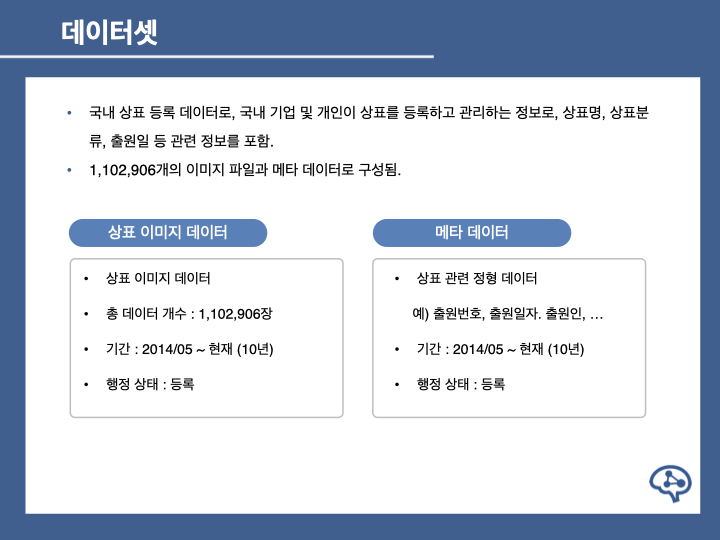 데이터셋
• 국내 상표 등록 데이터로, 국내 기업 및 개인이 상표를 등록하고 관리하는 정보로, 상표명, 상표분
류, 출원일 등 관련 정보를 포함.
• 1,102,906개의 이미지 파일과 메타 데이터로 구성됨.
상표 이미지 데이터
• 상표 이미지 데이터
• 총 데이터 개수 : 1,102,906장
• 기간 : 2014/05 ~ 현재 (10년)
• 행정 상태 : 등록
메타 데이터
• 상표 관련 정형 데이터
예) 출원번호, 출원일자. 출원인, …
• 기간 : 2014/05 ~ 현재 (10년)
• 행정 상태 : 등록